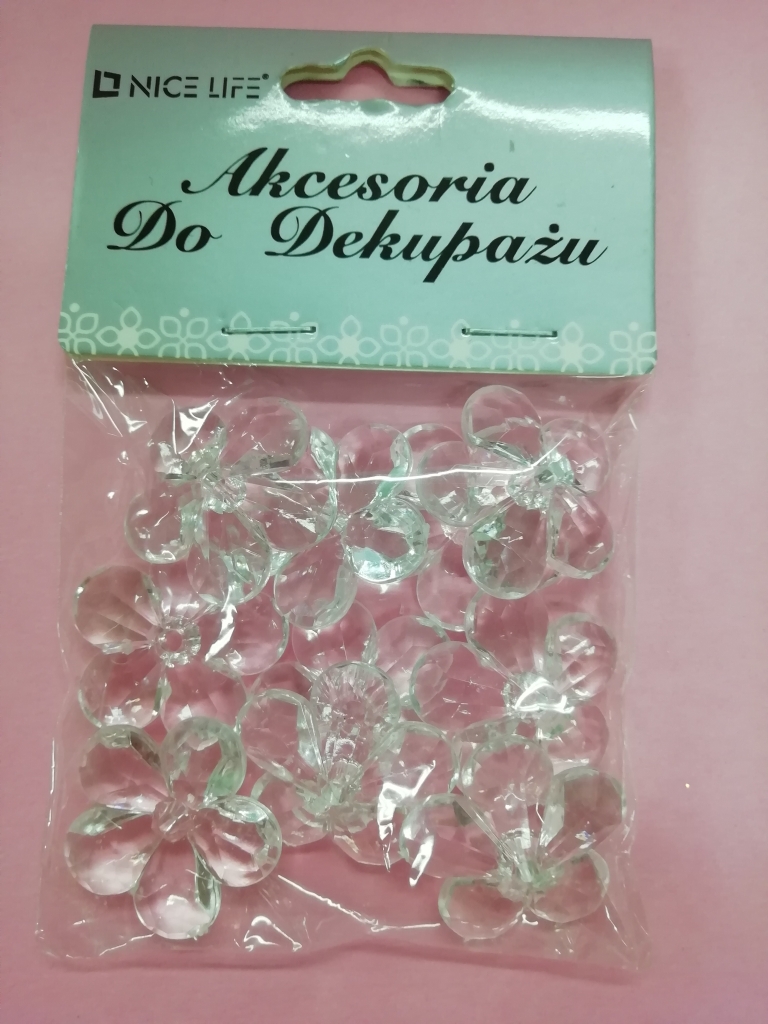 NICE LIFE®
Akcesoria
Do Dekupażu